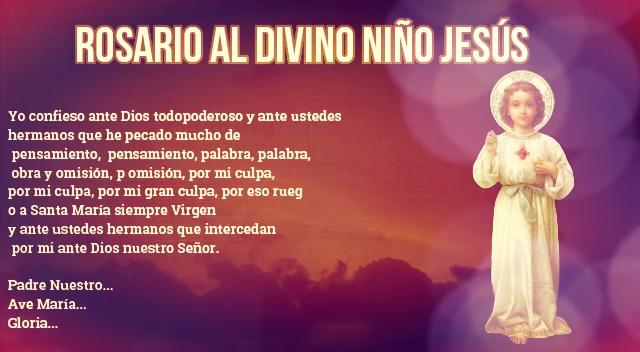 ROSARIO AL DIVINO NIÑO JESÚS
Yo confieso ante Dios todopoderoso y ante ustedes
hermanos que he pecado mucho de
pensamiento, pensamiento, palabra, palabra,
obra y omisión, p omisión, por mi culpa,
por mi culpa, por mi gran culpa, por eso rueg
o a Santa María siempre Virgen
y ante ustedes hermanos que intercedan
por mi ante Dios nuestro Señor.
Padre Nuestro...
Ave María...
Gloria...